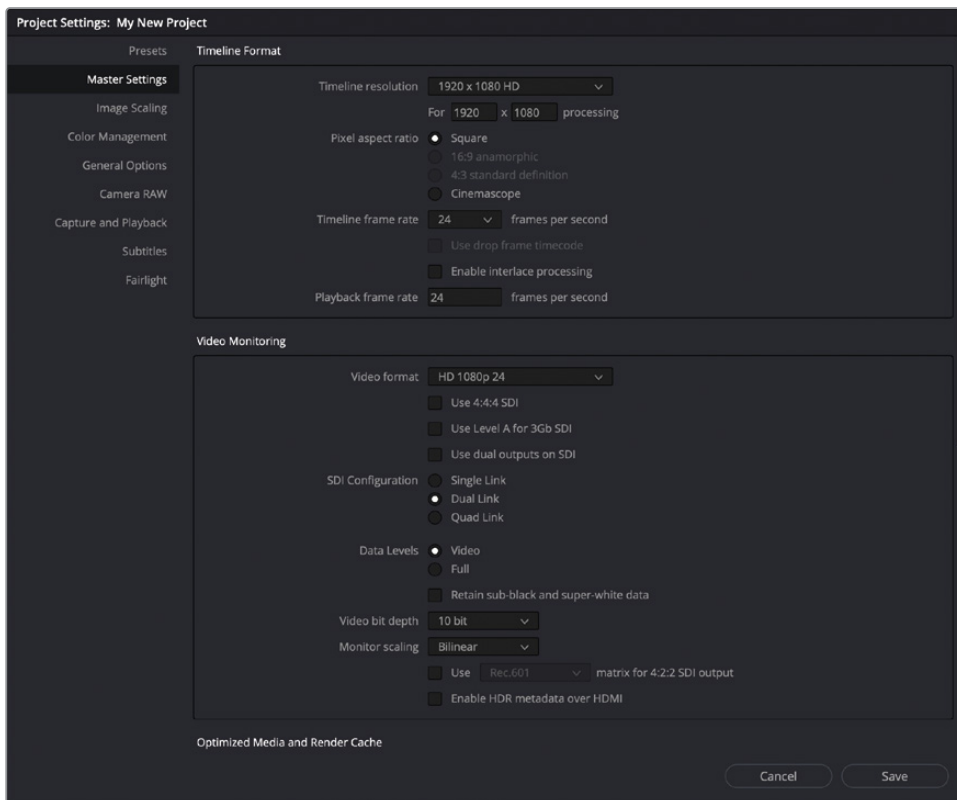 Project Settings: My New Project
Presets
Master Settings
Image Scaling
Color Management
General Options
Camera RAW
Capture and Playback
Subtitles
Fairlight
Timeline Format
Timeline resolution 1920 x 1080 HD
For 1920 x 1080 processing
Pixel aspect ratio Square
16:9 anamorphic
4:3 standard definition
Cinemascope
Timeline frame rate 24 frames per second
Use drop frame timecode
Enable interlace processing
Playback frame rate 24 frames per second
Video Monitoring
Video format HD 1080p 24
Use 4:4:4 SDI
Use Level A for 3Gb SDI
Use dual outputs on SDI
SDI Configuration Single Link
Dual Link
Quad Link
Data Levels Video
Full
Retain sub-black and super-white data
Video bit depth 10 bit
Monitor scaling Bilinear
Use Rec.601 matrix for 4:2:2 SDI output
Enable HDR metadata over HDMI
Optimized Media and Render Cache
Cancel Save